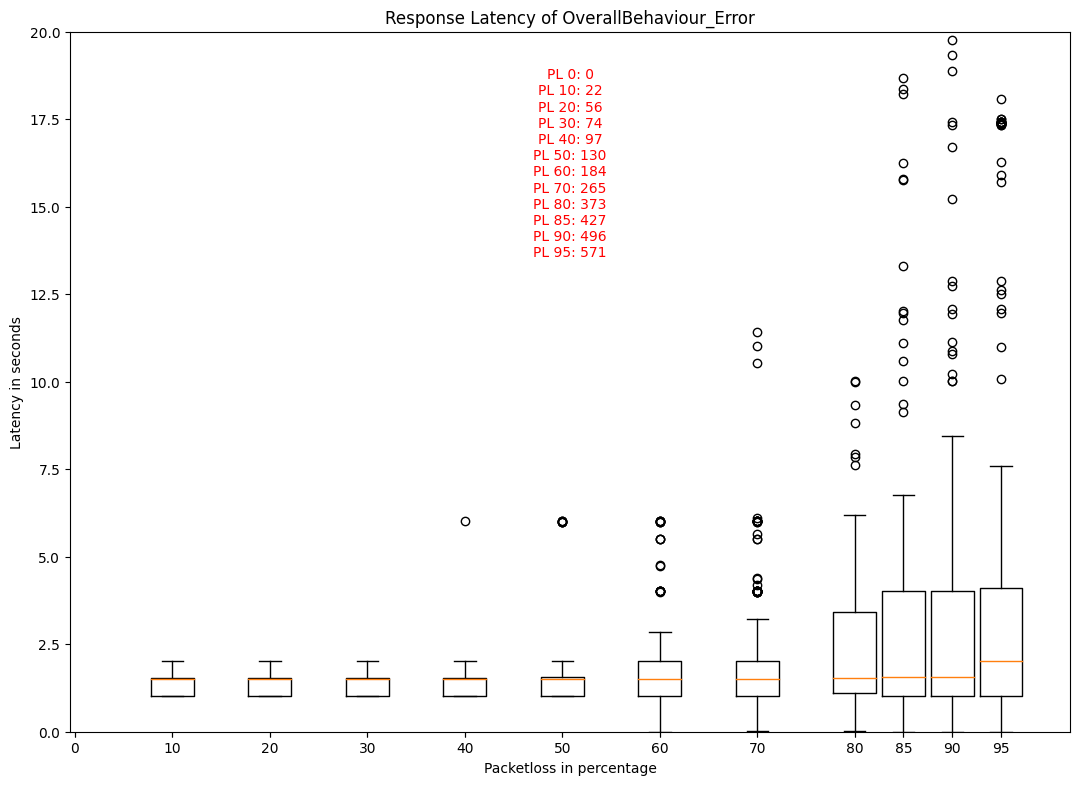 Response Latency of OverallBehaviour_Error
20.0
17.5
15.0
12.5
10.0
7.5
5.0
2.5
0.0
Latency in seconds
PL 0: 0
PL 10: 22
PL 20: 56
PL 30: 74
PL 40: 97
PL 50: 130
PL 60: 184
PL 70: 265
PL 80: 373
PL 85: 427
PL 90: 496
PL 95: 571
0 10 20 30 40 50 60 70 80 85 90 95
Packetloss in percentage